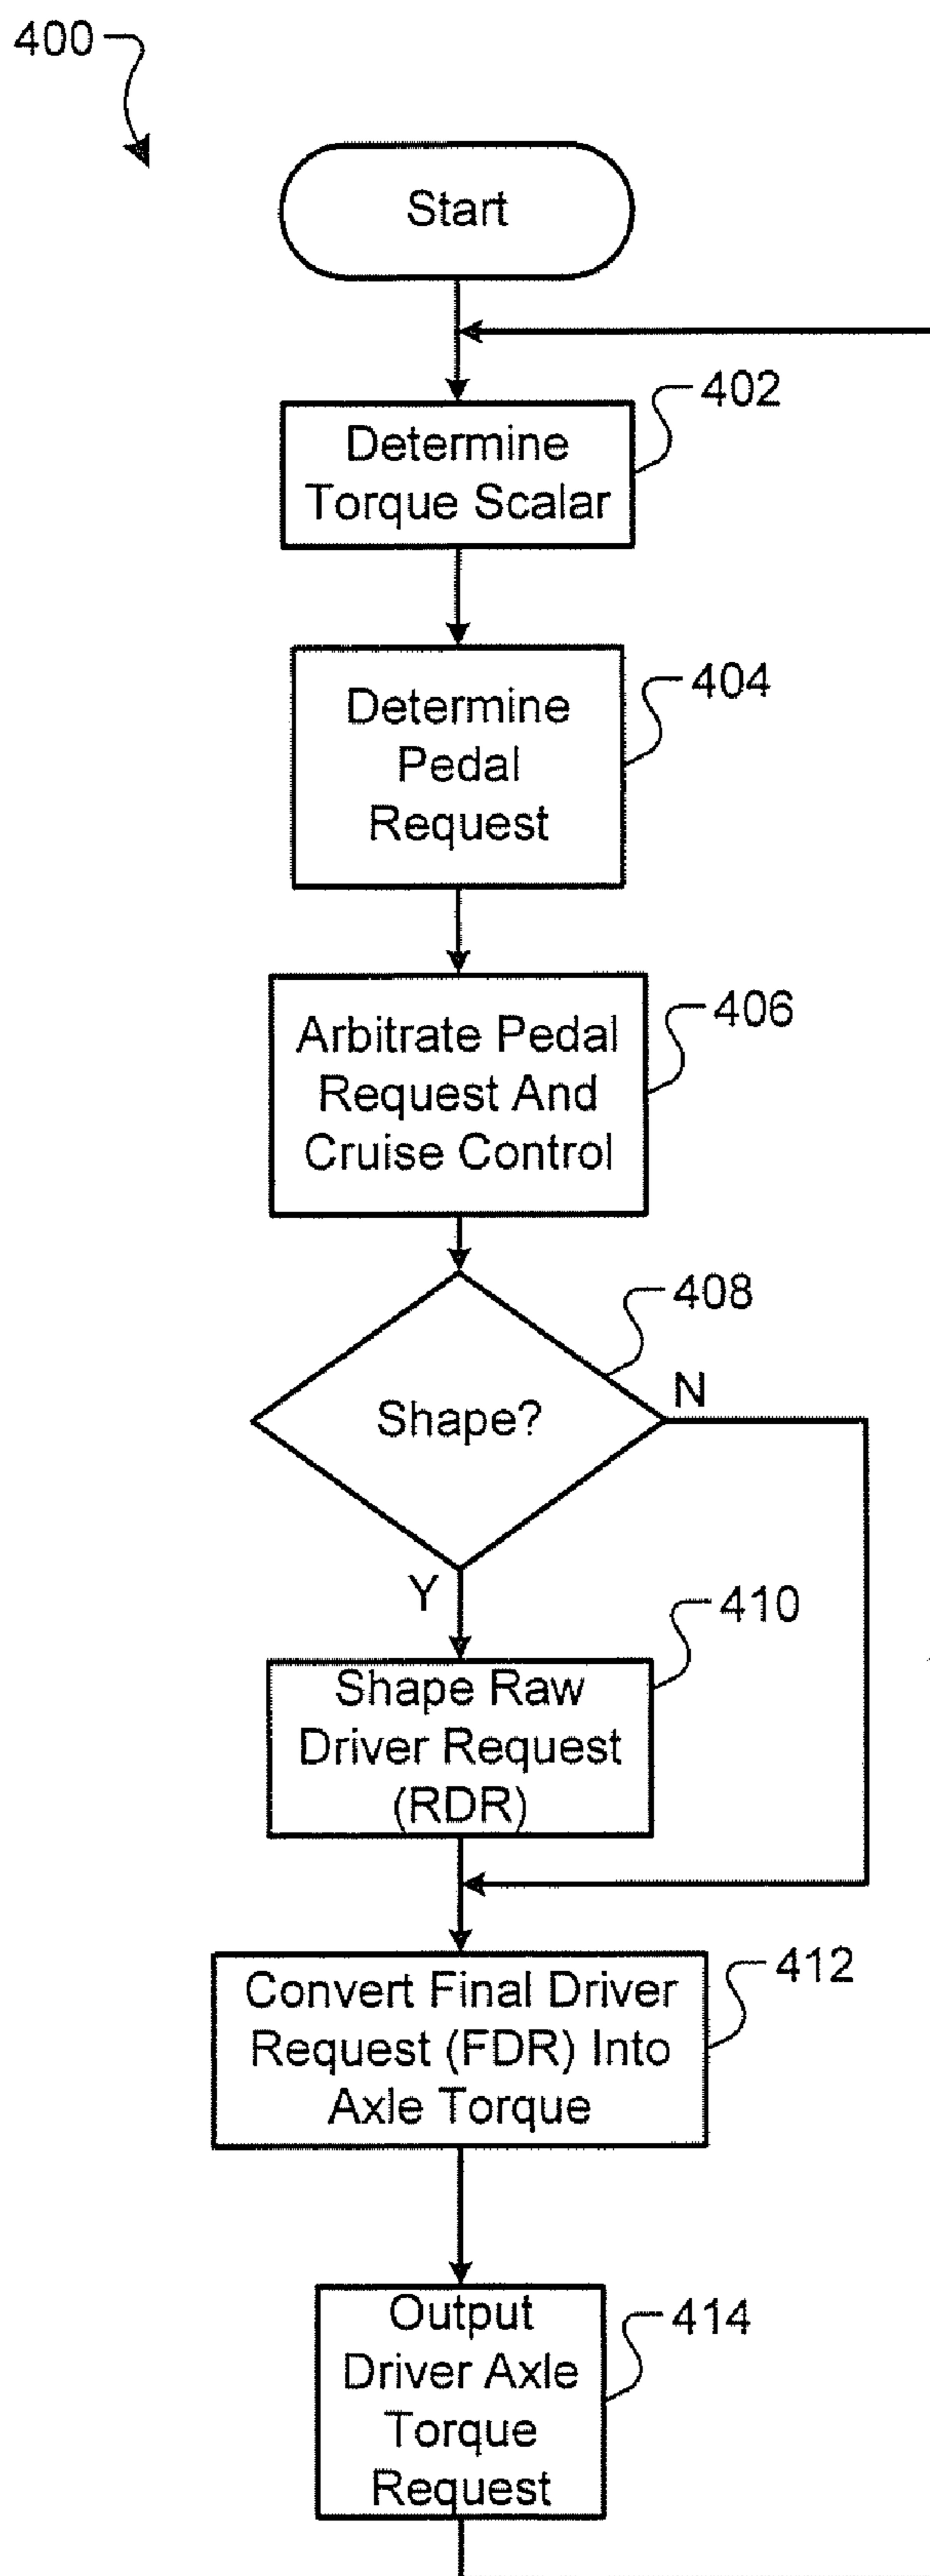 400
Start
402
Determine
Torque Scalar
404
Determine
Pedal
Request
406
Arbitrate Pedal
Request And
Cruise Control
408
N
Shape?
Y
410
Shape Raw
Driver Request
(RDR)
412
Convert Final Driver
Request (FDR) Into
Axle Torque
414
Output
Driver Axle
Torque
Request